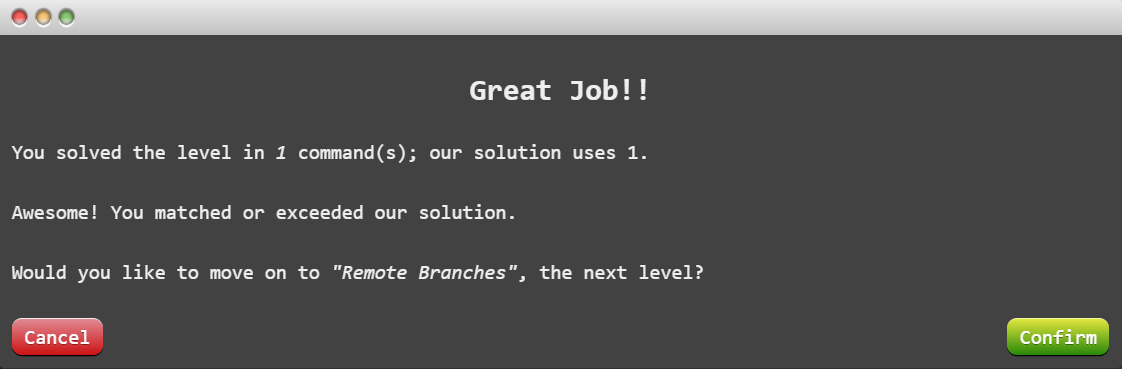 Great Job!!
You solved the level in 1 command(s); our solution uses 1.
Awesome! You matched or exceeded our solution.
Would you like to move on to "Remote Branches", the next level?
Cancel
Confirm